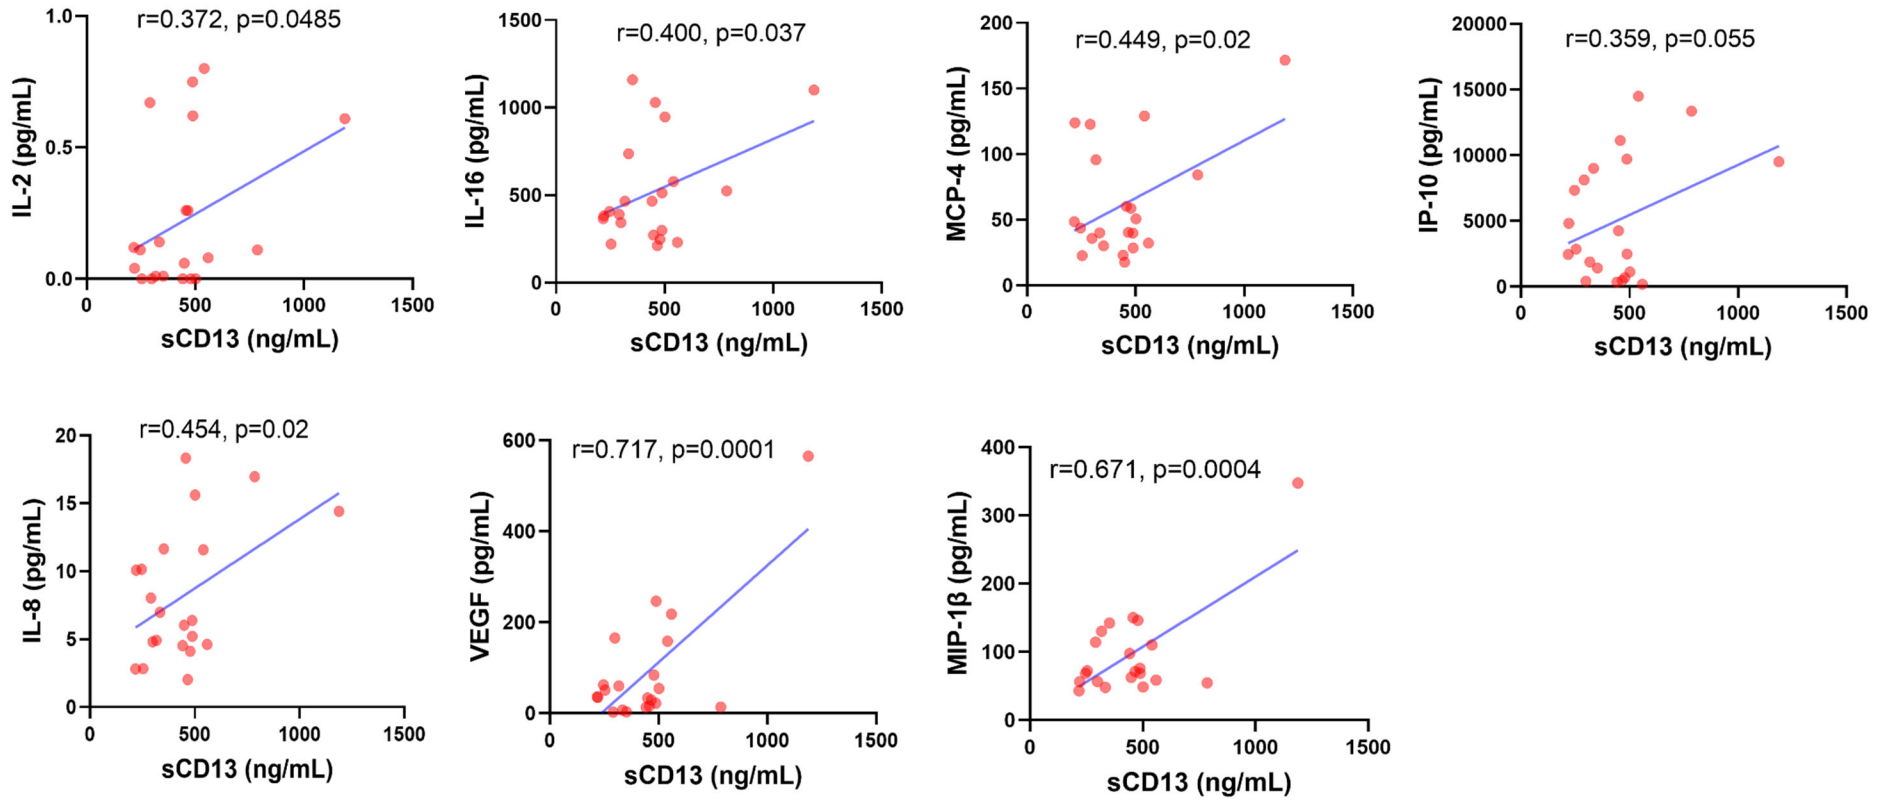 r=0.372, p=0.0485
IL-2 (pg/mL)
1.0
0.5
0.0
0 500 1000 1500
sCD13 (ng/mL)
r=0.400, p=0.037
IL-16 (pg/mL)
1500
1000
500
0
0 500 1000 1500
sCD13 (ng/mL)
r=0.449, p=0.02
MCP-4 (pg/mL)
200
150
100
50
0
0 500 1000 1500
sCD13 (ng/mL)
r=0.359, p=0.055
IP-10 (pg/mL)
20000
15000
10000
5000
0
0 500 1000 1500
sCD13 (ng/mL)
r=0.454, p=0.02
IL-8 (pg/mL)
20
15
10
5
0
0 500 1000 1500
sCD13 (ng/mL)
r=0.717, p=0.0001
VEGF (pg/mL)
600
400
200
0
0 500 1000 1500
sCD13 (ng/mL)
r=0.671, p=0.0004
MIP-1β (pg/mL)
400
300
200
100
0
0 500 1000 1500
sCD13 (ng/mL)